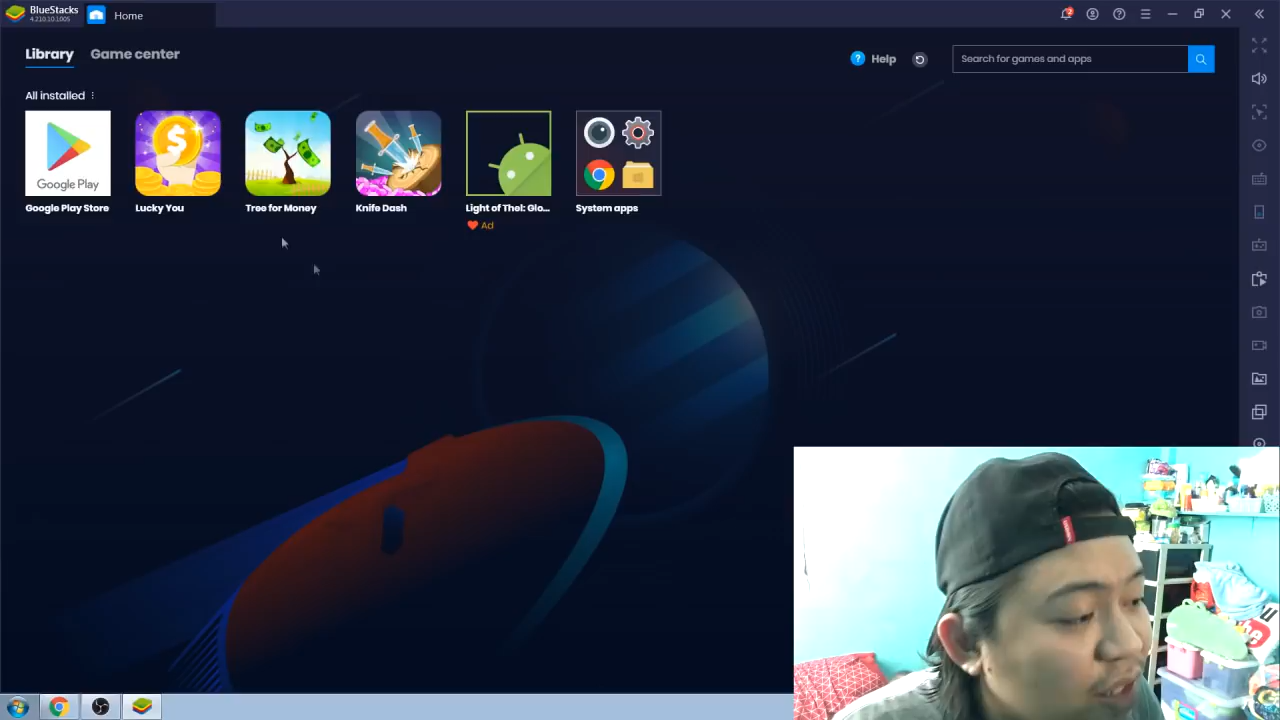 BlueStacks
4.210.10.1005
Home
2
Library
Game center
Help
Search for games and apps
All installed
Google Play
Google Play Store
Lucky You
Tree for Money
Knife Dash
Light of Thel: Glo...
System apps
Ad